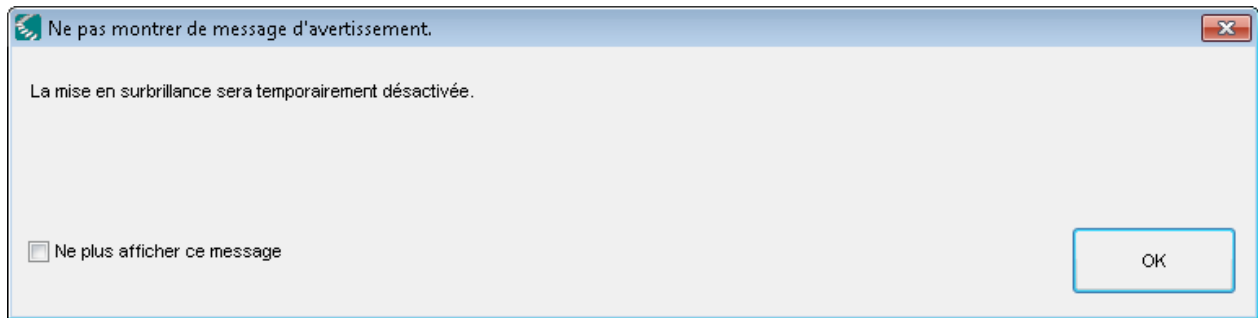 Ne pas montrer de message d'avertissement.
La mise en surbrillance sera temporairement désactivée.
Ne plus afficher ce message
OK